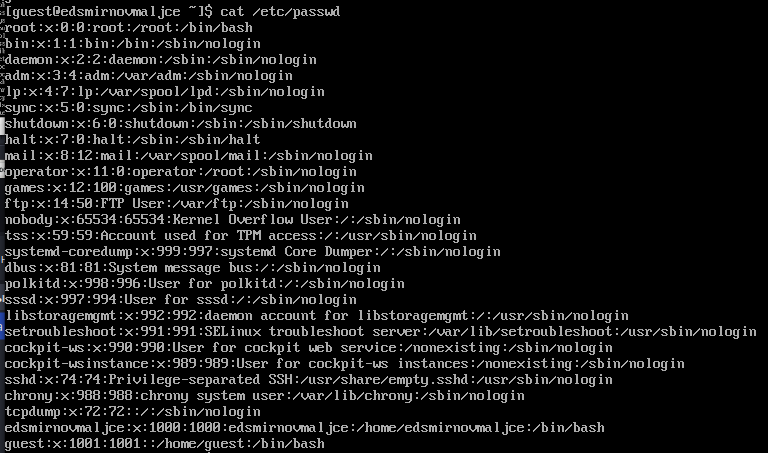 [guest@edsmirnovmaljce ~]$ cat /etc/passwd
root:x:0:0:root:/root:/bin/bash
bin:x:1:1:bin:/bin:/sbin/nologin
daemon:x:2:2:daemon:/sbin:/sbin/nologin
adm:x:3:4:adm:/var/adm:/sbin/nologin
lp:x:4:7:lp:/var/spool/lpd:/sbin/nologin
sync:x:5:0:sync:/sbin:/bin/sync
shutdown:x:6:0:shutdown:/sbin:/sbin/shutdown
halt:x:7:0:halt:/sbin:/sbin/halt
mail:x:8:12:mail:/var/spool/mail:/sbin/nologin
operator:x:11:0:operator:/root:/sbin/nologin
games:x:12:100:games:/usr/games:/sbin/nologin
ftp:x:14:50:FTP User:/var/ftp:/sbin/nologin
nobody:x:65534:65534:Kernel Overflow User:/:/sbin/nologin
tss:x:59:59:Account used for TPM access:/:/usr/sbin/nologin
systemd-coredump:x:999:997:systemd Core Dumper:/:/sbin/nologin
dbus:x:81:81:System message bus:/:/sbin/nologin
polkitd:x:998:996:User for polkitd:/:/sbin/nologin
sssd:x:997:994:User for sssd:/:/sbin/nologin
libstoragemgmt:x:992:992:daemon account for libstoragemgmt:/:/usr/sbin/nologin
setroubleshoot:x:991:991:SELinux troubleshoot server:/var/lib/setroubleshoot:/usr/sbin/nologin
cockpit-ws:x:990:990:User for cockpit web service:/nonexisting:/sbin/nologin
cockpit-wsinstance:x:989:989:User for cockpit-ws instances:/nonexisting:/sbin/nologin
sshd:x:74:74:Privilege-separated SSH:/usr/share/empty.sshd:/usr/sbin/nologin
chrony:x:988:988:chrony system user:/var/lib/chrony:/sbin/nologin
tcpdump:x:72:72::/:/sbin/nologin
edsmirnovmaljce:x:1000:1000:edsmirnovmaljce:/home/edsmirnovmaljce:/bin/bash
guest:x:1001:1001::/home/guest:/bin/bash